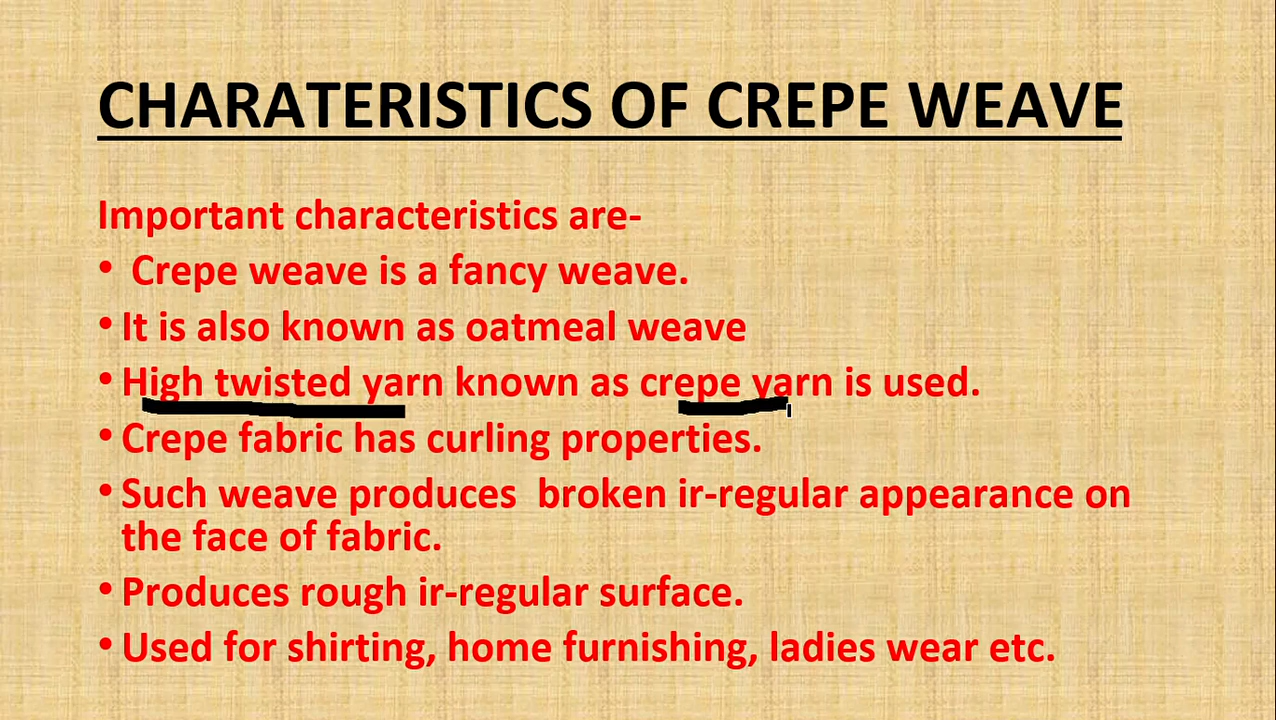 CHARATERISTICS OF CREPE WEAVE
Important characteristics are-
• Crepe weave is a fancy weave.
• It is also known as oatmeal weave
• High twisted yarn known as crepe yarn is used.
• Crepe fabric has curling properties.
• Such weave produces broken ir-regular appearance on
the face of fabric.
• Produces rough ir-regular surface.
• Used for shirting, home furnishing, ladies wear etc.